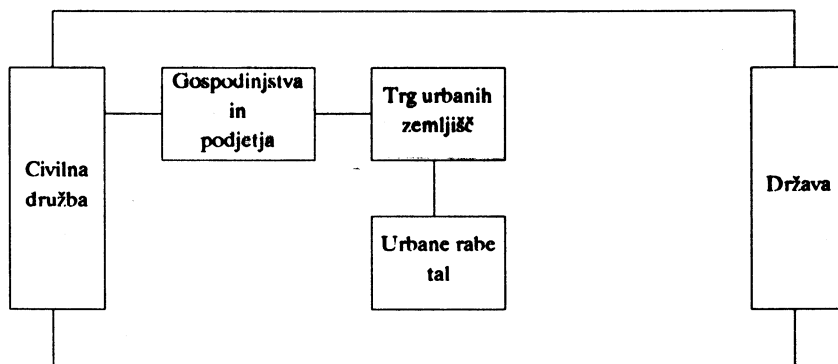 Civilna
družba
Gospodinjstva
in
podjetja
Trg urbanih
zemljišč
Urbane rabe
tal
Država